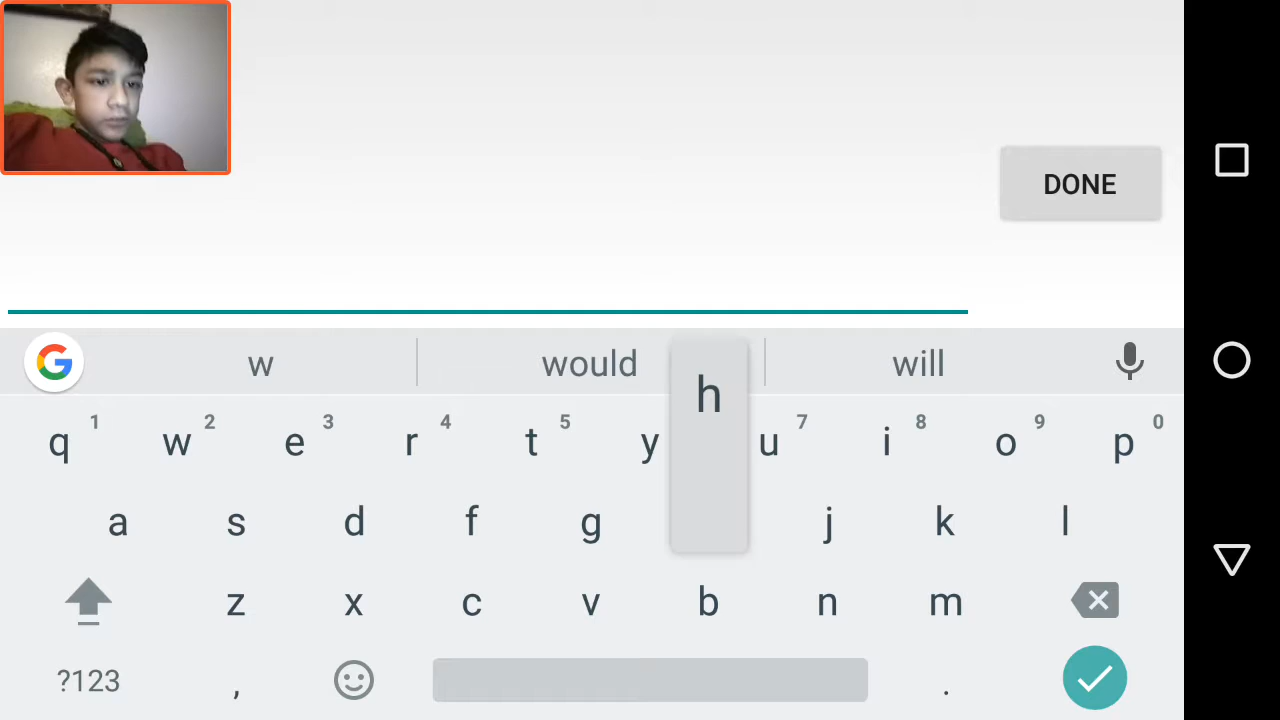 DONE
w would will
h
q 1 w 2 e 3 r 4 t 5 y u 7 i 8 o 9 p 0
a s d f g j k l
z x c v b n m
?123 , .